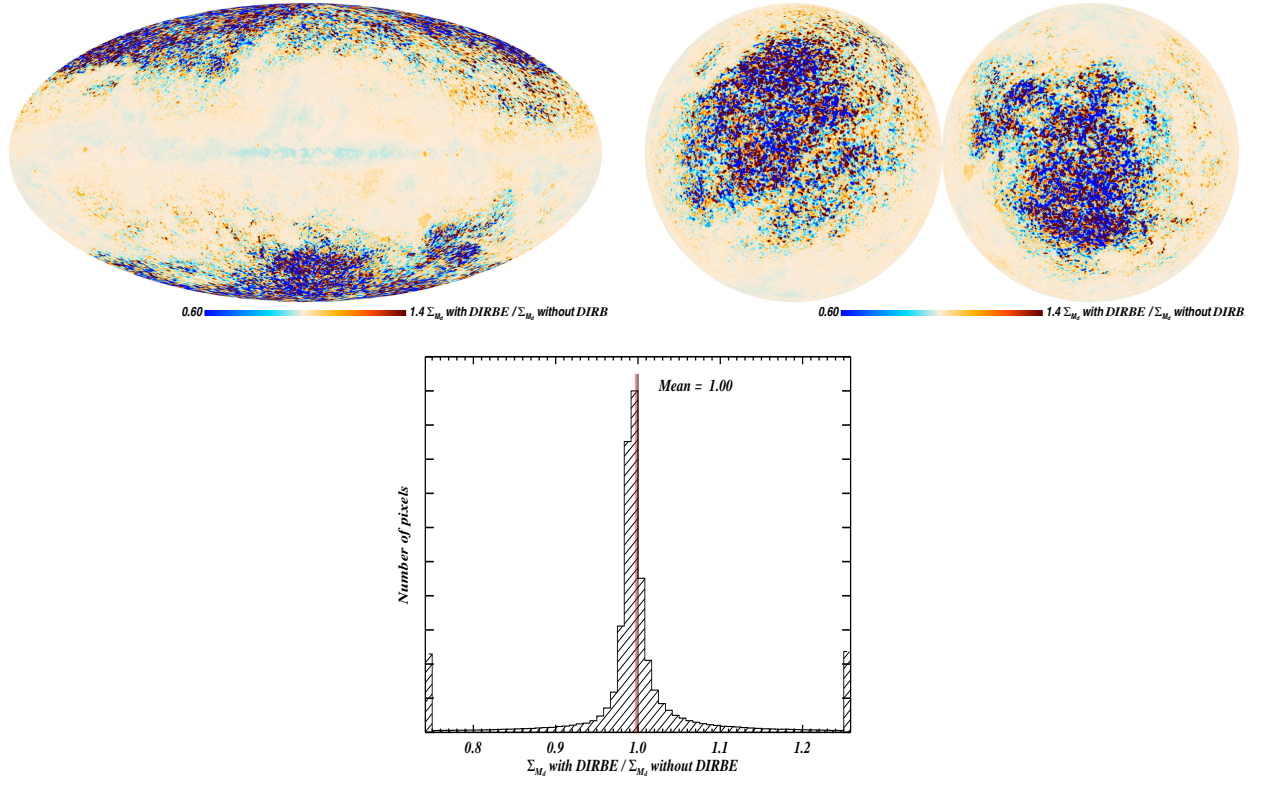 0.60 1.4 Σ_{M_d} with DIRBE / Σ_{M_d} without DIRB
0.60 1.4 Σ_{M_d} with DIRBE / Σ_{M_d} without DIRB
Mean = 1.00
Number of pixels
0.8 0.9 1.0 1.1 1.2
Σ_{M_d} with DIRBE / Σ_{M_d} without DIRBE